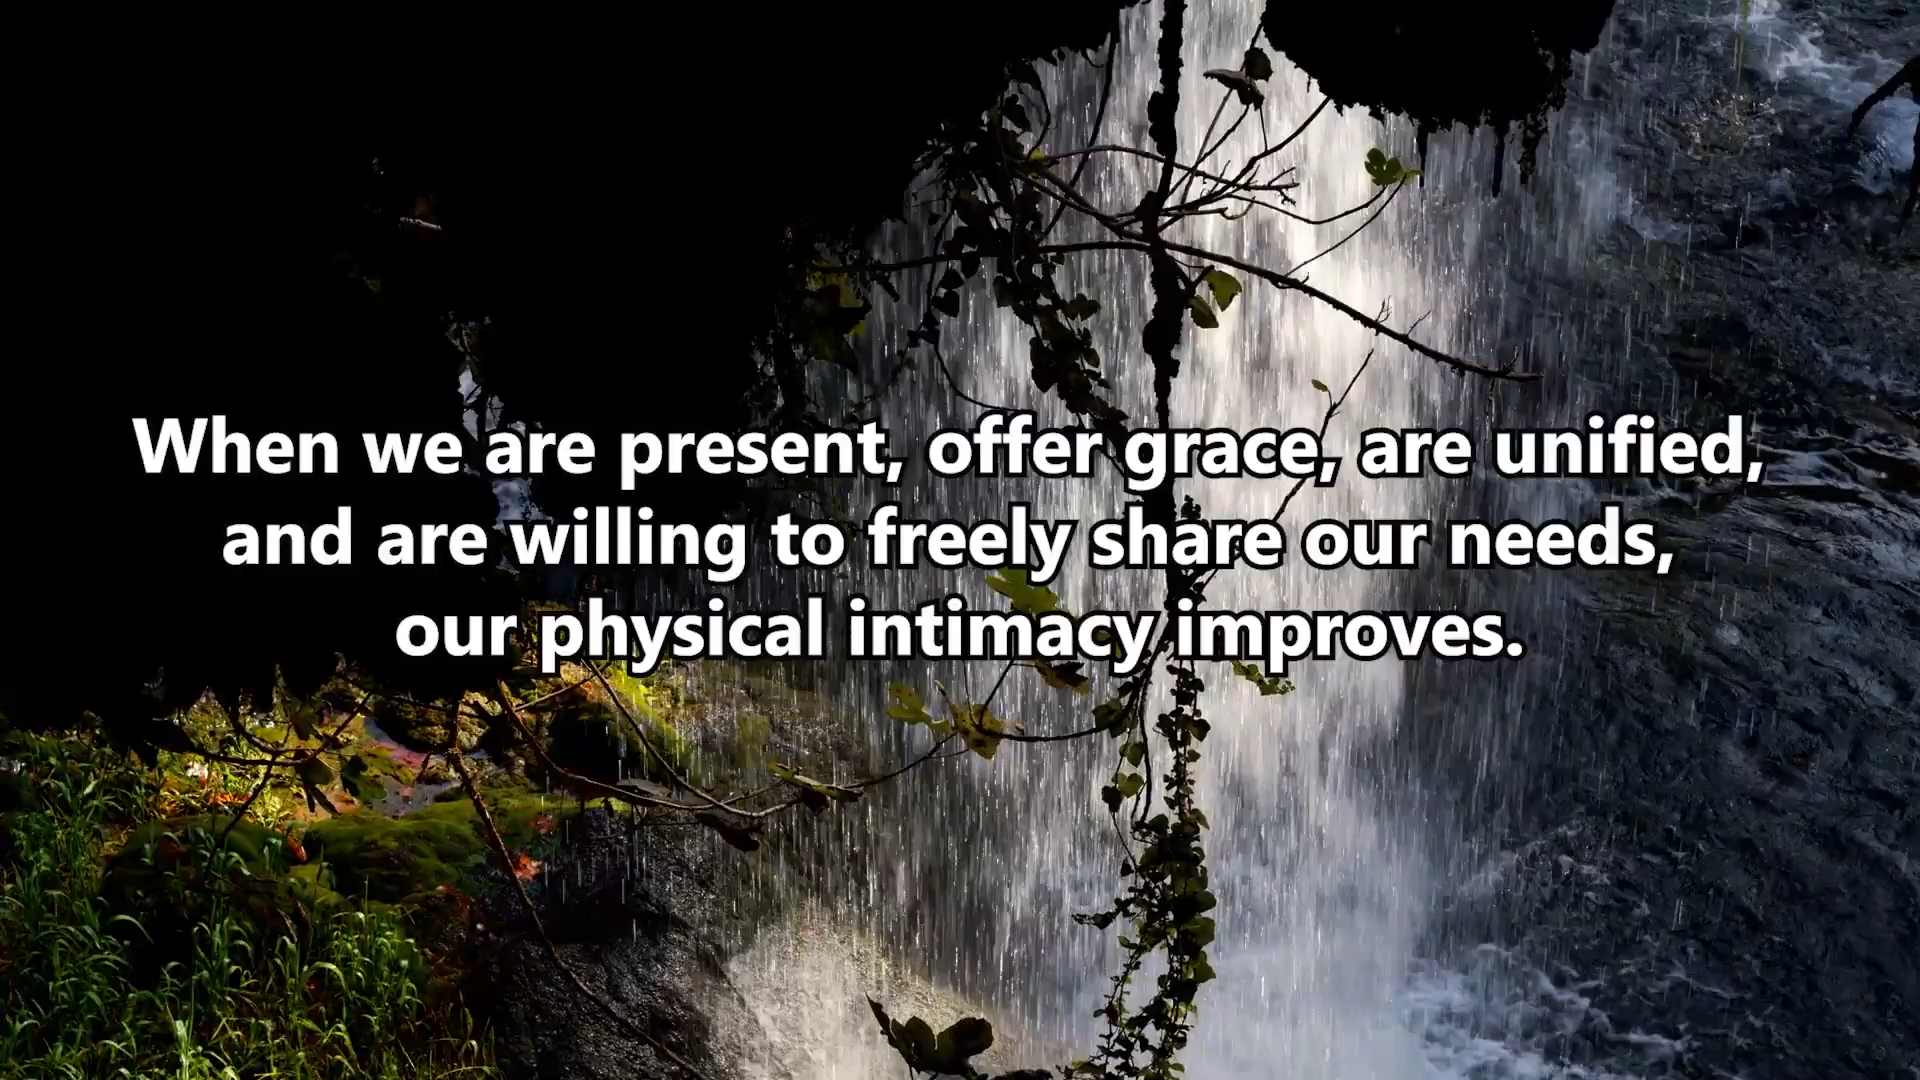 When we are present, offer grace, are unified,
and are willing to freely share our needs,
our physical intimacy improves.